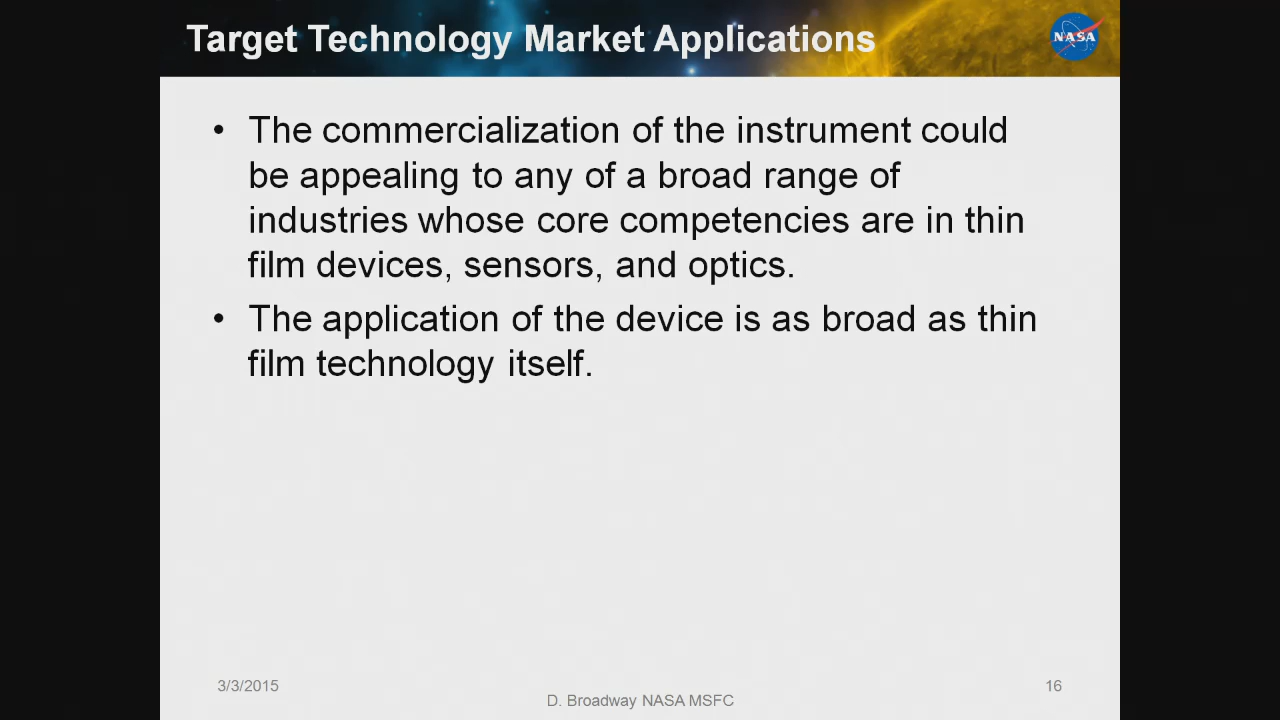 Target Technology Market Applications
NASA
• The commercialization of the instrument could
be appealing to any of a broad range of
industries whose core competencies are in thin
film devices, sensors, and optics.
• The application of the device is as broad as thin
film technology itself.
3/3/2015
D. Broadway NASA MSFC
16